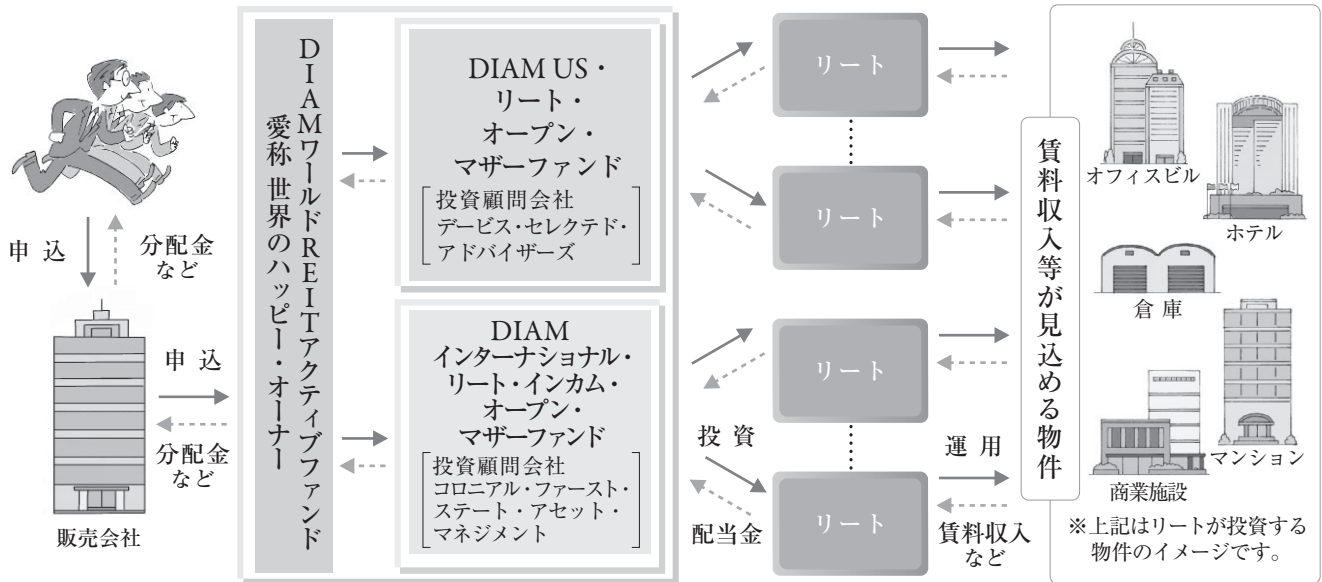 申込
分配金
など
販売会社
申込
分配金
など
DIAMワールドREITアクティブファンド
愛称 世界のハッピー・オーナー
DIAM US・
リート・
オープン・
マザーファンド
投資顧問会社
デービス・セレクテド・
アドバイザーズ
DIAM
インターナショナル・
リート・インカム・
オープン・
マザーファンド
投資顧問会社
コロニアル・ファースト・
ステート・アセット・
マネジメント
リート
リート
リート
リート
投資
配当金
運用
賃料収入
など
賃料収入等が見込める物件
オフィスビル
ホテル
倉庫
マンション
商業施設
※上記はリートが投資する
物件のイメージです。